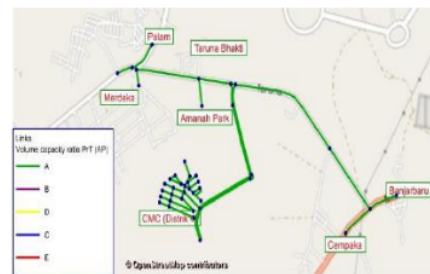 Palam
Taruna Bhakti
Merdeka
Amanah Park
Links
Volume capacity ratio PrT (AP)
A
B
D
C
E
CMC (Distrik
Banjarbaru
Cempaka
© OpenStreetMap contributors